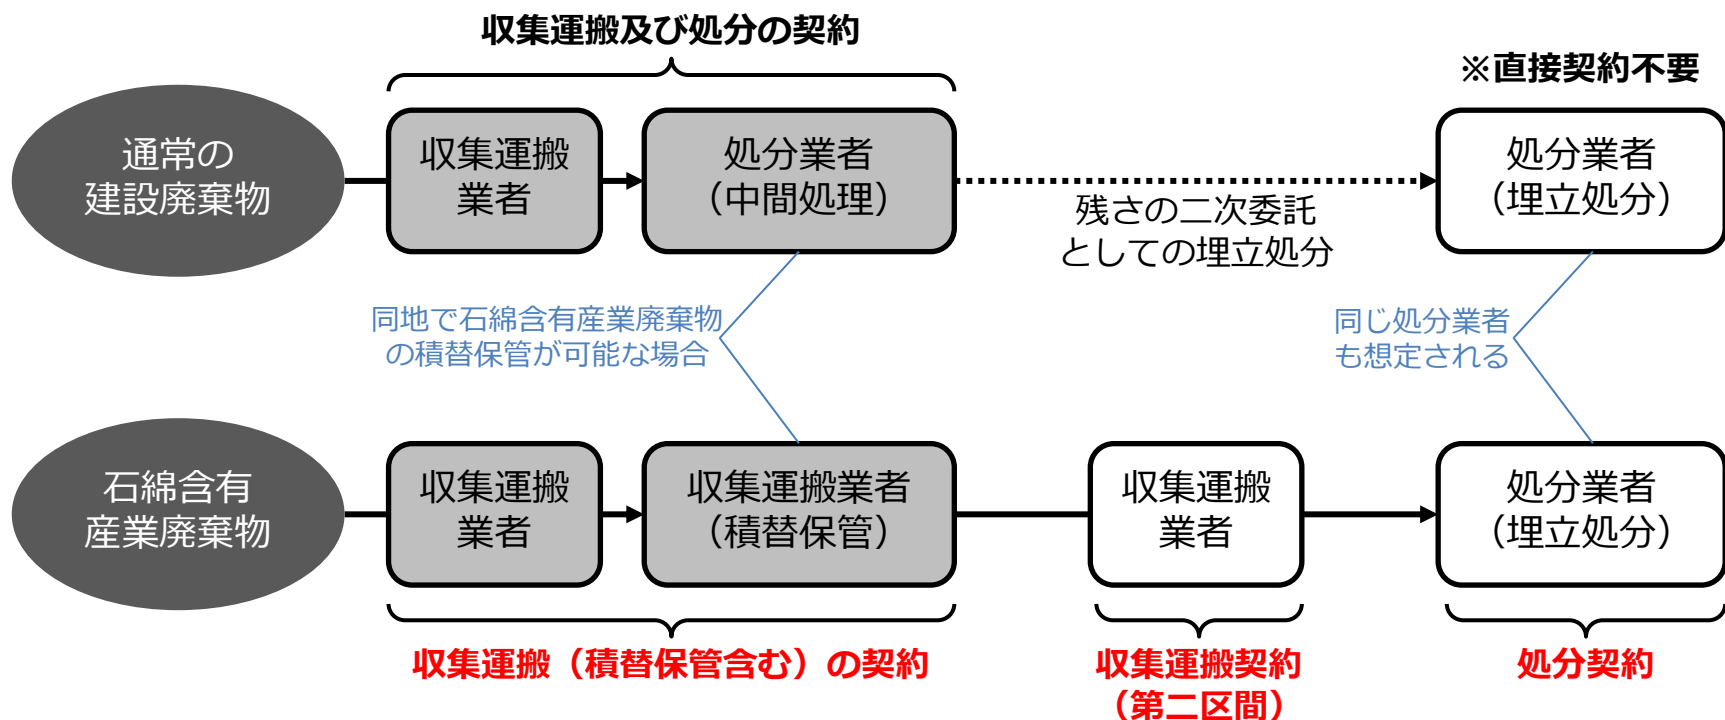 収集運搬及び処分の契約
※直接契約不要
通常の
建設廃棄物
収集運搬
業者
処分業者
（中間処理）
残さの二次委託
としての埋立処分
処分業者
（埋立処分）
同地で石綿含有産業廃棄物
の積替保管が可能な場合
同じ処分業者
も想定される
石綿含有
産業廃棄物
収集運搬
業者
収集運搬業者
（積替保管）
収集運搬
業者
処分業者
（埋立処分）
収集運搬（積替保管含む）の契約
収集運搬契約
（第二区間）
処分契約